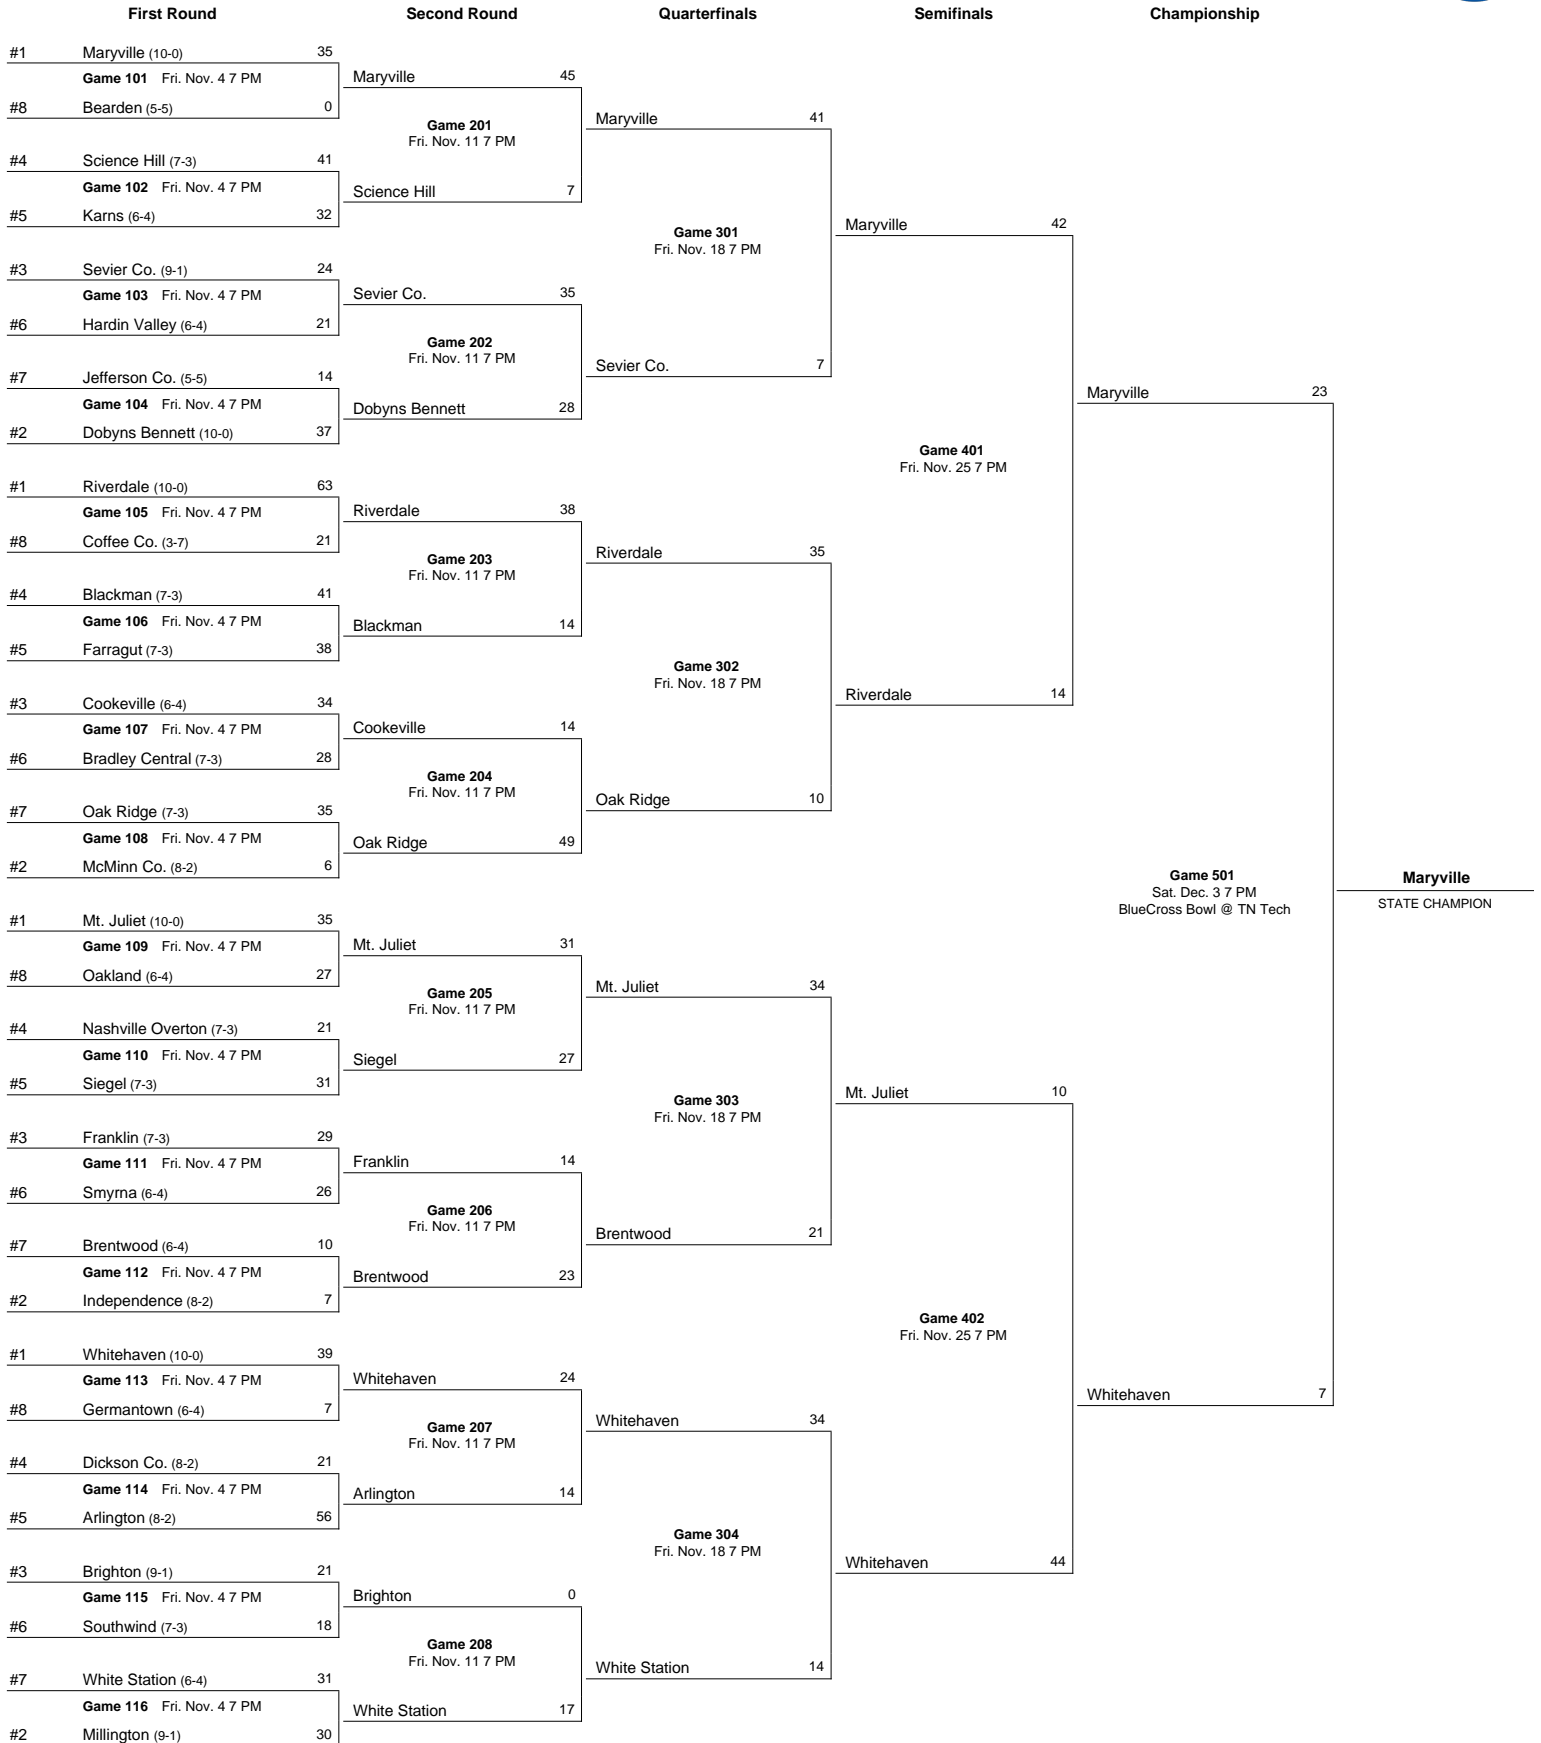 First Round Second Round Quarterfinals Semifinals Championship
#1 Maryville (10-0) 35
Game 101 Fri. Nov. 4 7 PM
#8 Bearden (5-5) 0
#4 Science Hill (7-3) 41
Game 102 Fri. Nov. 4 7 PM
#5 Karns (6-4) 32
#3 Sevier Co. (9-1) 24
Game 103 Fri. Nov. 4 7 PM
#6 Hardin Valley (6-4) 21
#7 Jefferson Co. (5-5) 14
Game 104 Fri. Nov. 4 7 PM
#2 Dobyns Bennett (10-0) 37
#1 Riverdale (10-0) 63
Game 105 Fri. Nov. 4 7 PM
#8 Coffee Co. (3-7) 21
#4 Blackman (7-3) 41
Game 106 Fri. Nov. 4 7 PM
#5 Farragut (7-3) 38
#3 Cookeville (6-4) 34
Game 107 Fri. Nov. 4 7 PM
#6 Bradley Central (7-3) 28
#7 Oak Ridge (7-3) 35
Game 108 Fri. Nov. 4 7 PM
#2 McMinn Co. (8-2) 6
#1 Mt. Juliet (10-0) 35
Game 109 Fri. Nov. 4 7 PM
#8 Oakland (6-4) 27
#4 Nashville Overton (7-3) 21
Game 110 Fri. Nov. 4 7 PM
#5 Siegel (7-3) 31
#3 Franklin (7-3) 29
Game 111 Fri. Nov. 4 7 PM
#6 Smyrna (6-4) 26
#7 Brentwood (6-4) 10
Game 112 Fri. Nov. 4 7 PM
#2 Independence (8-2) 7
#1 Whitehaven (10-0) 39
Game 113 Fri. Nov. 4 7 PM
#8 Germantown (6-4) 7
#4 Dickson Co. (8-2) 21
Game 114 Fri. Nov. 4 7 PM
#5 Arlington (8-2) 56
#3 Brighton (9-1) 21
Game 115 Fri. Nov. 4 7 PM
#6 Southwind (7-3) 18
#7 White Station (6-4) 31
Game 116 Fri. Nov. 4 7 PM
#2 Millington (9-1) 30
Maryville 45
Game 201
Fri. Nov. 11 7 PM
Science Hill 7
Sevier Co. 35
Game 202
Fri. Nov. 11 7 PM
Dobyns Bennett 28
Riverdale 38
Game 203
Fri. Nov. 11 7 PM
Blackman 14
Cookeville 14
Game 204
Fri. Nov. 11 7 PM
Oak Ridge 49
Mt. Juliet 31
Game 205
Fri. Nov. 11 7 PM
Siegel 27
Franklin 14
Game 206
Fri. Nov. 11 7 PM
Brentwood 23
Whitehaven 24
Game 207
Fri. Nov. 11 7 PM
Arlington 14
Brighton 0
Game 208
Fri. Nov. 11 7 PM
White Station 17
Maryville 41
Game 301
Fri. Nov. 18 7 PM
Sevier Co. 7
Riverdale 35
Game 302
Fri. Nov. 18 7 PM
Oak Ridge 10
Mt. Juliet 34
Game 303
Fri. Nov. 18 7 PM
Brentwood 21
Whitehaven 34
Game 304
Fri. Nov. 18 7 PM
White Station 14
Maryville 42
Game 401
Fri. Nov. 25 7 PM
Riverdale 14
Mt. Juliet 10
Game 402
Fri. Nov. 25 7 PM
Whitehaven 44
Maryville 23
Game 501
Sat. Dec. 3 7 PM
BlueCross Bowl @ TN Tech
Whitehaven 7
Maryville
STATE CHAMPION